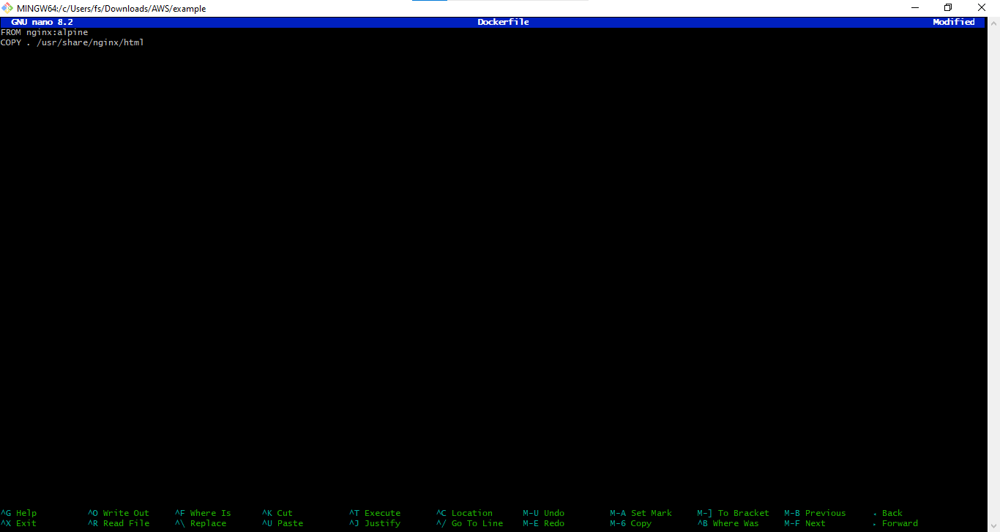 MINGW64:/c/Users/fs/Downloads/AWS/example
GNU nano 8.2 Dockerfile Modified
FROM nginx:alpine
COPY . /usr/share/nginx/html
^G Help ^O Write Out ^F Where Is ^K Cut ^T Execute ^C Location M-U Undo M-A Set Mark M-] To Bracket M-B Previous . Back
^X Exit ^R Read File ^\ Replace ^U Paste ^J Justify ^/ Go To Line M-E Redo M-6 Copy ^B Where Was M-F Next . Forward